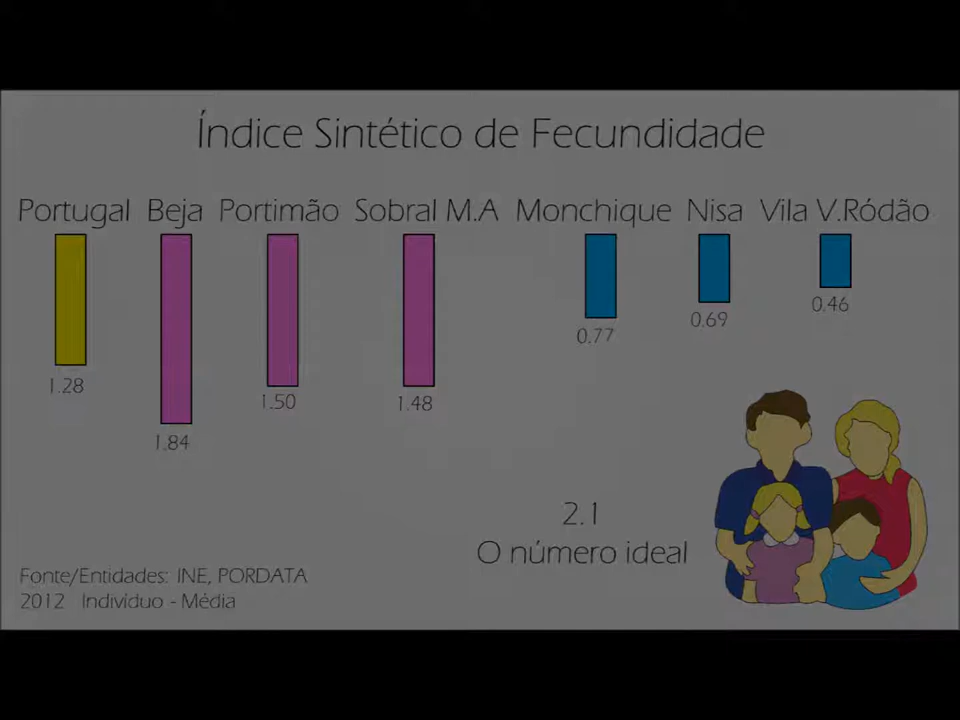 Índice Sintético de Fecundidade
Portugal Beja Portimão Sobral M.A Monchique Nisa Vila V.Ródão
1.28
1.84
1.50
1.48
0.77
0.69
0.46
2.1
O número ideal
Fonte/Entidades: INE, PORDATA
2012 Indivíduo - Média